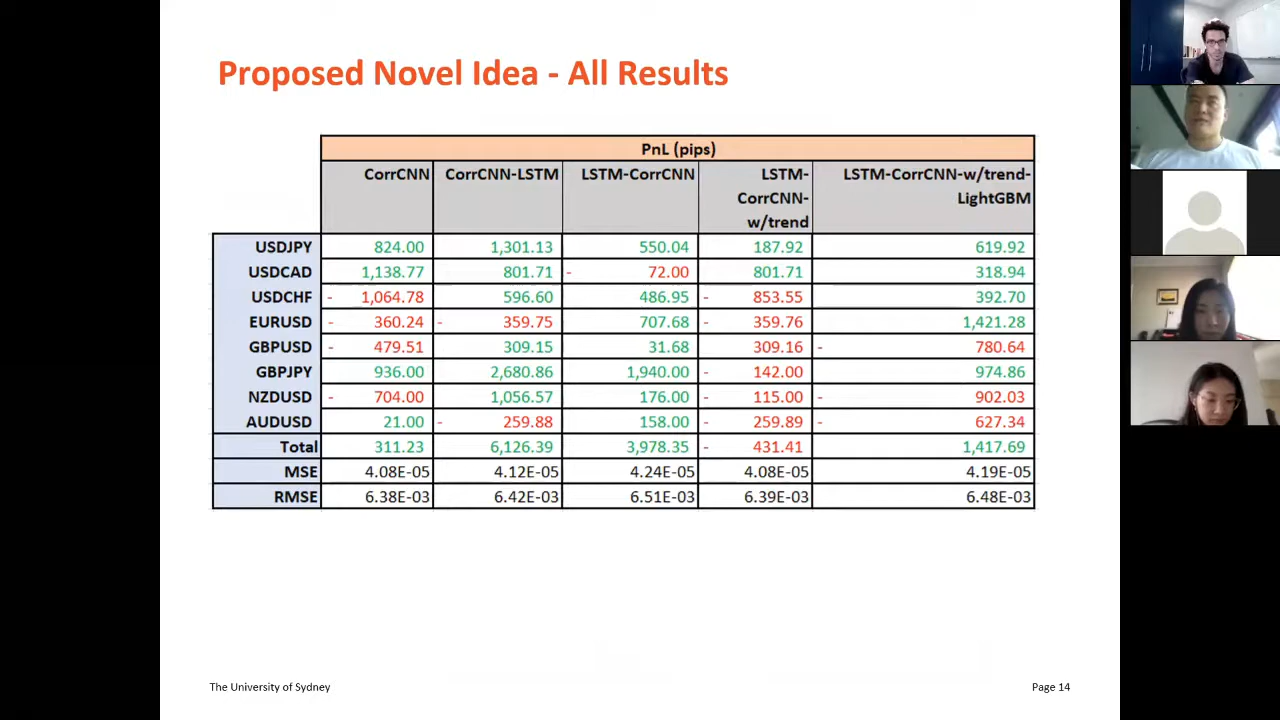 Proposed Novel Idea - All Results
PnL (pips)
CorrCNN CorrCNN-LSTM LSTM-CorrCNN LSTM- LSTM-CorrCNN-w/trend-
CorrCNN- LightGBM
w/trend
USDJPY 824.00 1,301.13 550.04 187.92 619.92
USDCAD 1,138.77 801.71 - 72.00 801.71 318.94
USDCHF - 1,064.78 596.60 486.95 - 853.55 392.70
EURUSD - 360.24 - 359.75 707.68 - 359.76 1,421.28
GBPUSD - 479.51 309.15 31.68 309.16 - 780.64
GBPJPY 936.00 2,680.86 1,940.00 - 142.00 974.86
NZDUSD - 704.00 1,056.57 176.00 - 115.00 - 902.03
AUDUSD 21.00 - 259.88 158.00 - 259.89 - 627.34
Total 311.23 6,126.39 3,978.35 - 431.41 1,417.69
MSE 4.08E-05 4.12E-05 4.24E-05 4.08E-05 4.19E-05
RMSE 6.38E-03 6.42E-03 6.51E-03 6.39E-03 6.48E-03
The University of Sydney
Page 14